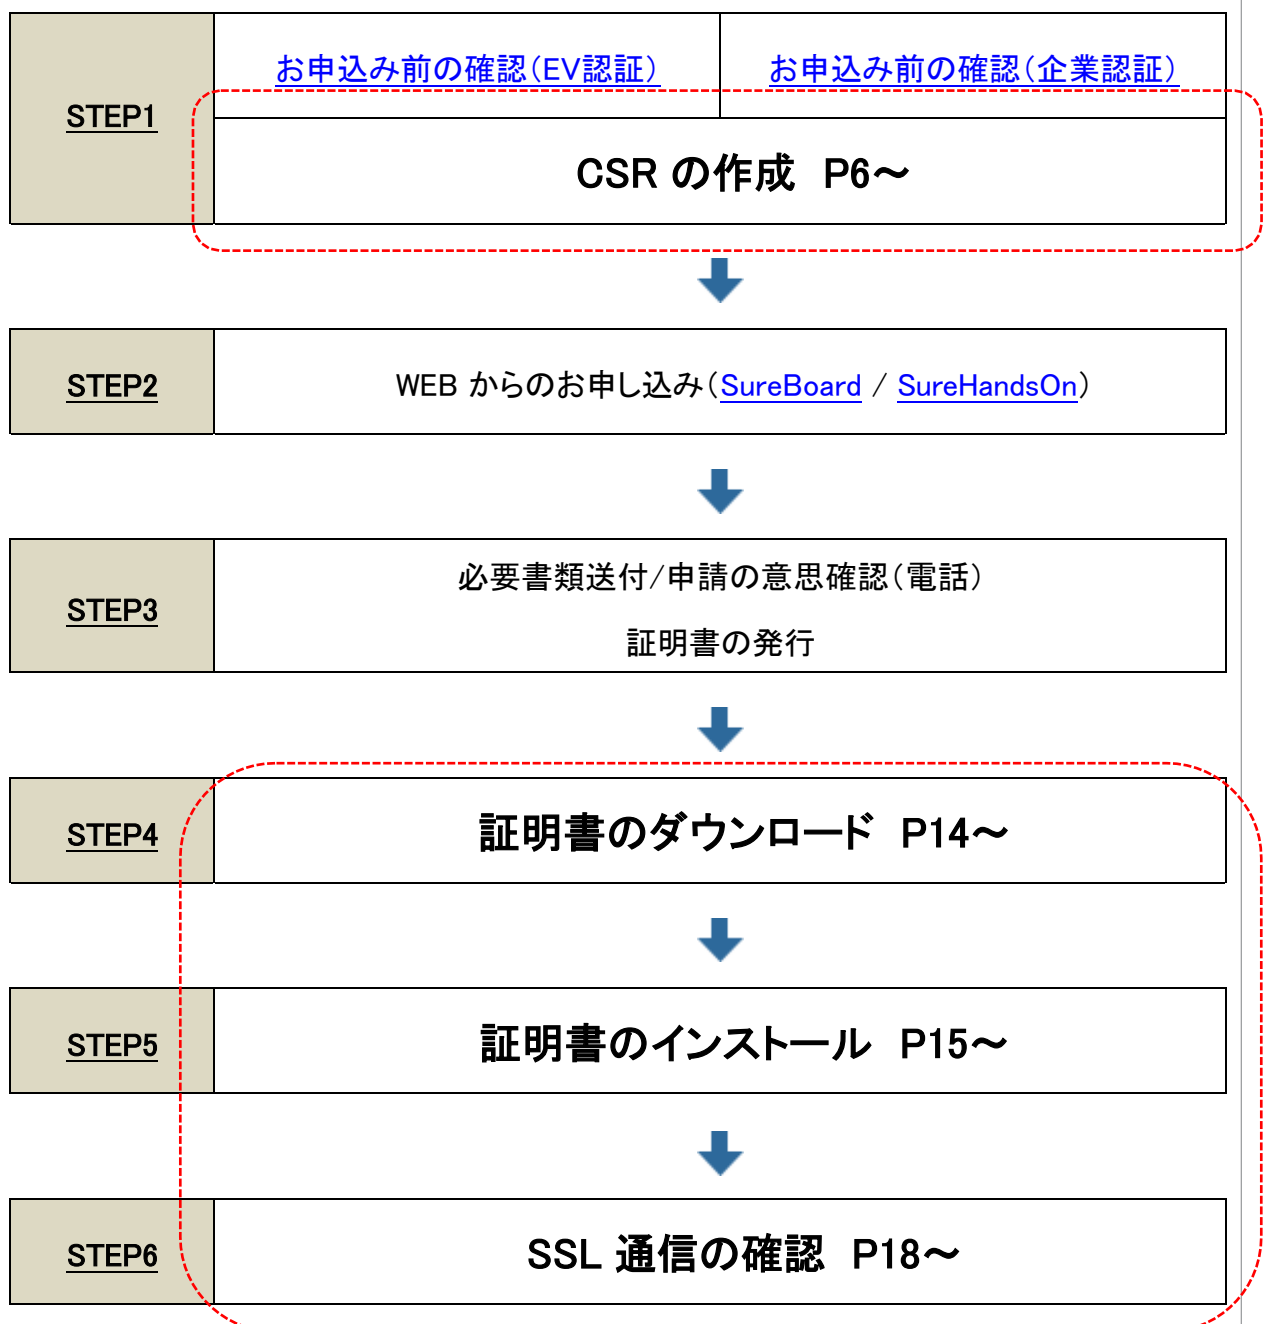 STEP1
お申込み前の確認（EV認証）
お申込み前の確認（企業認証）
CSR の作成　P6～
STEP2
WEB からのお申し込み（SureBoard / SureHandsOn）
STEP3
必要書類送付/申請の意思確認（電話）
証明書の発行
STEP4
証明書のダウンロード　P14～
STEP5
証明書のインストール　P15～
STEP6
SSL 通信の確認　P18～